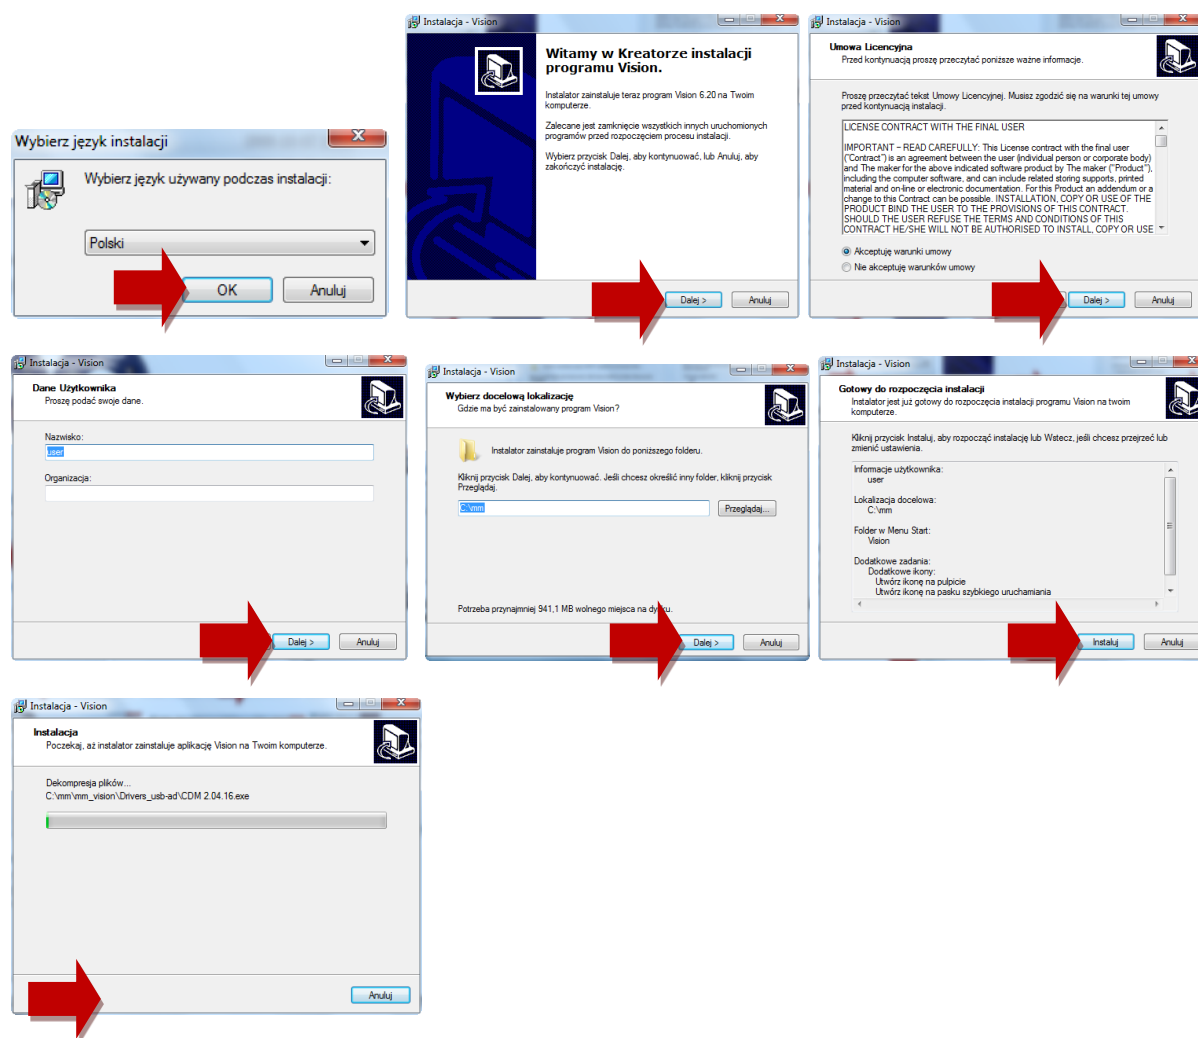 Wybierz język instalacji
Wybierz język używany podczas instalacji:
Polski
OK
Anuluj
Instalacja - Vision
Witamy w Kreatorze instalacji
programu Vision.
Instalator zainstaluje teraz program Vision 6.20 na Twoim
komputerze.
Zalecane jest zamknięcie wszystkich innych uruchomionych
programów przed rozpoczęciem procesu instalacji.
Wybierz przycisk Dalej, aby kontynuować, lub Anuluj, aby
zakończyć instalację.
Dalej >
Anuluj
Instalacja - Vision
Umowa Licencyjna
Przed kontynuacją proszę przeczytać poniższe ważne informacje.
Proszę przeczytać tekst Umowy Licencyjnej. Musisz zgodzić się na warunki tej umowy
przed kontynuacją instalacji.
LICENSE CONTRACT WITH THE FINAL USER
IMPORTANT - READ CAREFULLY: This License contract with the final user
("Contract") is an agreement between the user (individual person or corporate body)
and The maker for the above indicated software product by The maker ("Product"),
including the computer software, and can include related storing supports, printed
material and on-line or electronic documentation. For this Product an addendum or a
change to this Contract can be possible. INSTALLATION, COPY OR USE OF THE
PRODUCT BIND THE USER TO THE PROVISIONS OF THIS CONTRACT.
SHOULD THE USER REFUSE THE TERMS AND CONDITIONS OF THIS
CONTRACT HE/SHE WILL NOT BE AUTHORISED TO INSTALL, COPY OR USE
Akceptuję warunki umowy
Nie akceptuję warunków umowy
Dalej >
Anuluj
Instalacja - Vision
Dane Użytkownika
Proszę podać swoje dane.
Nazwisko:
user
Organizacja:
Dalej >
Anuluj
Instalacja - Vision
Wybierz docelową lokalizację
Gdzie ma być zainstalowany program Vision?
Instalator zainstaluje program Vision do poniższego folderu.
Kliknij przycisk Dalej, aby kontynuować. Jeśli chcesz określić inny folder, kliknij przycisk
Przeglądaj.
C:\mm
Przeglądaj...
Potrzeba przynajmniej 941,1 MB wolnego miejsca na dysku.
Dalej >
Anuluj
Instalacja - Vision
Gotowy do rozpoczęcia instalacji
Instalator jest już gotowy do rozpoczęcia instalacji programu Vision na twoim
komputerze.
Kliknij przycisk Instaluj, aby rozpocząć instalację lub Wstecz, jeśli chcesz przejrzeć lub
zmienić ustawienia.
Informacje użytkownika:
user
Lokalizacja docelowa:
C:\mm
Folder w Menu Start:
Vision
Dodatkowe zadania:
Dodatkowe ikony:
Utwórz ikonę na pulpicie
Utwórz ikonę na pasku szybkiego uruchamiania
Instaluj
Anuluj
Instalacja - Vision
Instalacja
Poczekaj, aż instalator zainstaluje aplikację Vision na Twoim komputerze.
Dekompresja plików...
C:\mm\mm_vision\Drivers_usb-ad\CDM 2.04.16.exe
Anuluj